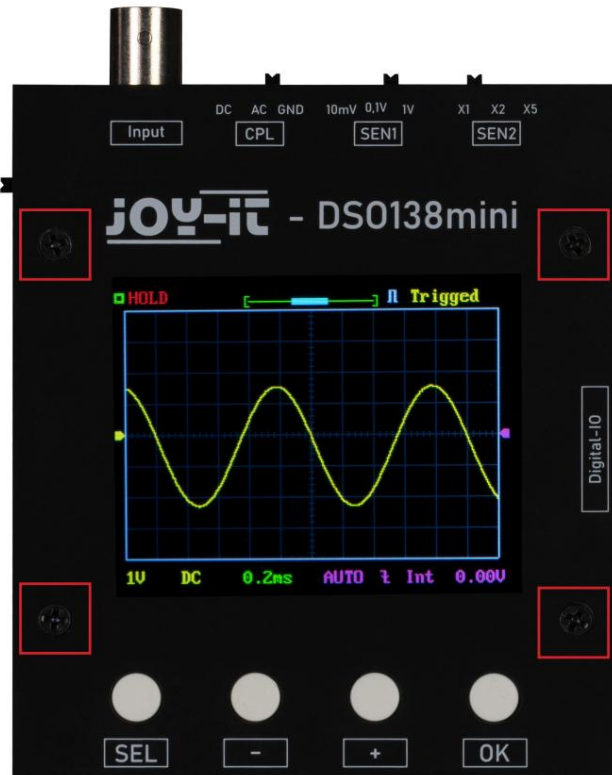 DC AC GND 10mV 0,1V 1V X1 X2 X5
Input CPL SEN1 SEN2
JOY-iT - DSO138mini
HOLD Trigged
Digital-IO
1V DC 0.2ms AUTO Int 0.00V
SEL - + OK